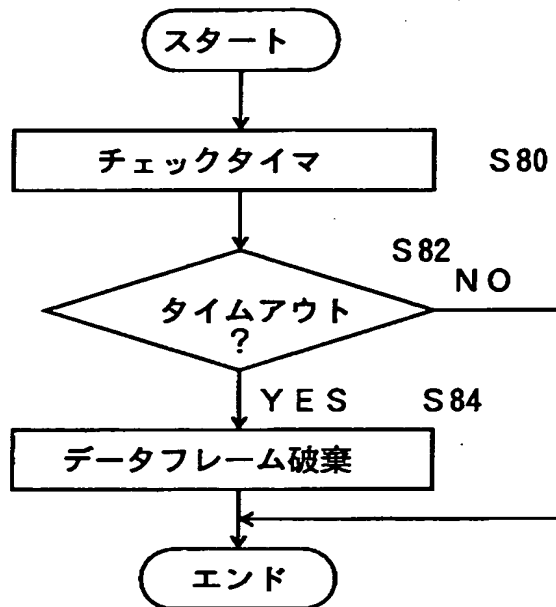 スタート
チェックタイマ
S80
S82
NO
タイムアウト
?
YES
S84
データフレーム破棄
エンド